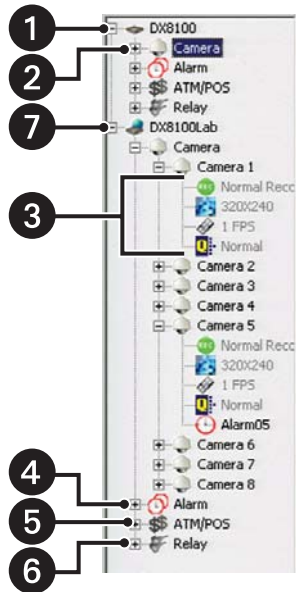 1 DX8100
2 Camera
Alarm
ATM/POS
Relay
7 DX8100Lab
Camera
Camera 1
Normal Recc
3 320X240
1 FPS
Normal
Camera 2
Camera 3
Camera 4
Camera 5
Normal Recc
320X240
1 FPS
Normal
Alarm05
Camera 6
Camera 7
Camera 8
4 Alarm
5 ATM/POS
6 Relay